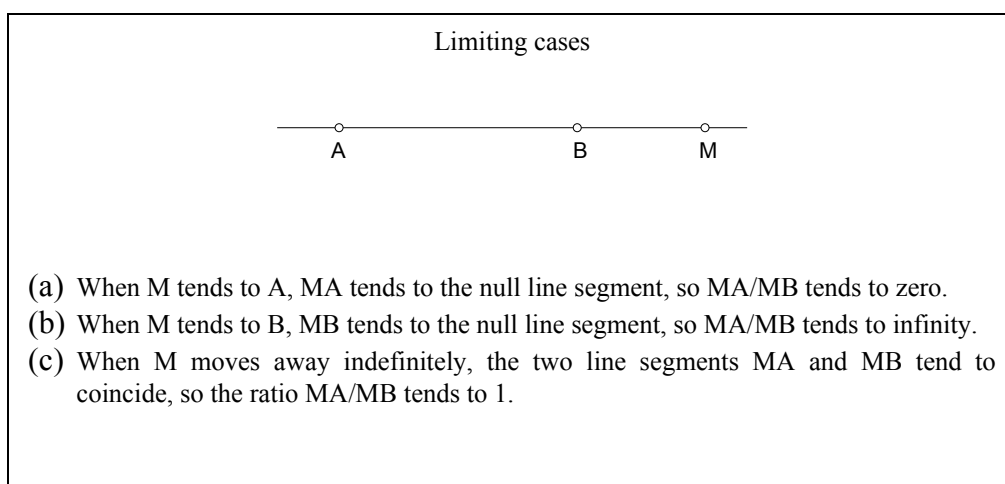 Limiting cases
A B M
(a) When M tends to A, MA tends to the null line segment, so MA/MB tends to zero.
(b) When M tends to B, MB tends to the null line segment, so MA/MB tends to infinity.
(c) When M moves away indefinitely, the two line segments MA and MB tend to
coincide, so the ratio MA/MB tends to 1.